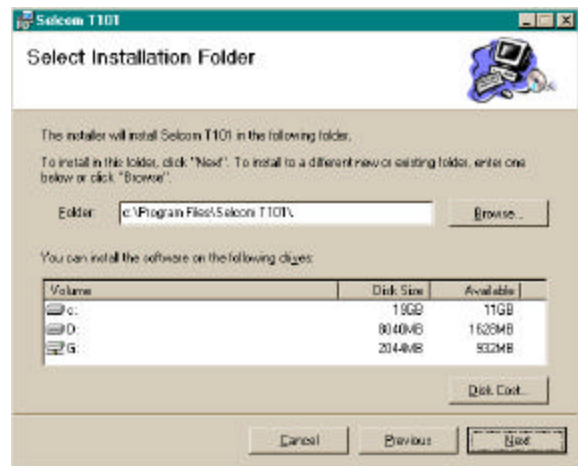 Selcom T101
Select Installation Folder
The installer will install Selcom T101 in the following folder.
To install in this folder, click "Next". To install to a different new or existing folder, enter one
below or click "Browse".
Folder: c:\Program Files\Selcom T101\ Browse...
You can install the software on the following drives:
Volume Disk Size Available
c: 19GB 11GB
D: 8040MB 1628MB
G: 2044MB 932MB
Disk Cost...
Cancel Previous Next